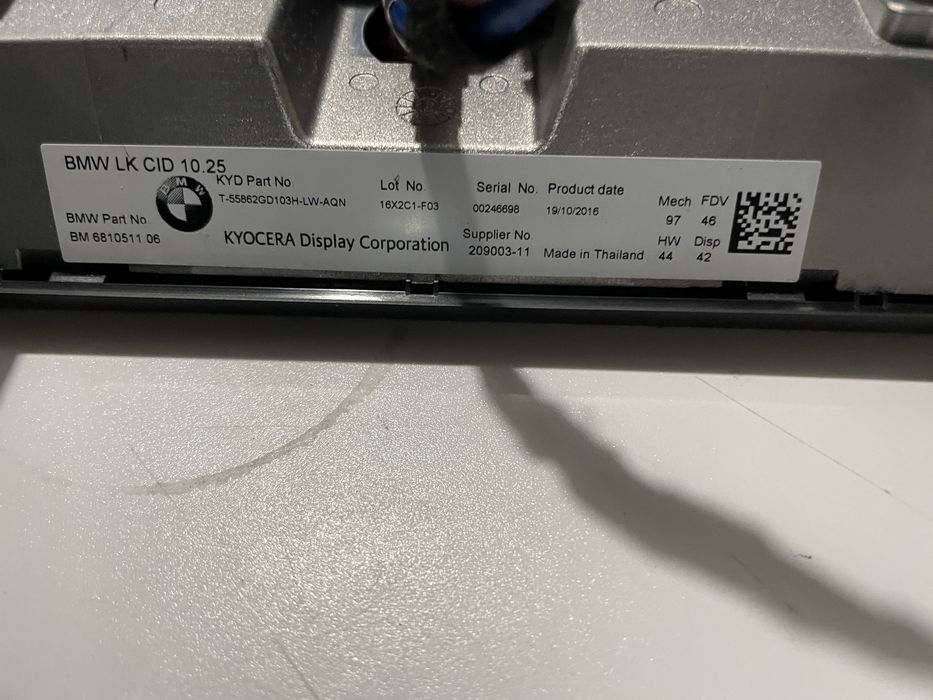 BMW LK CID 10.25
KYD Part No
T-55862GD103H-LW-AQN
Lot No.
16X2C1-F03
Serial No.
00246698
Product date
19/10/2016
Mech FDV
97 46
BMW
BMW Part No.
BM 6810511 06
KYOCERA Display Corporation
Supplier No.
209003-11
Made in Thailand
HW Disp
44 42